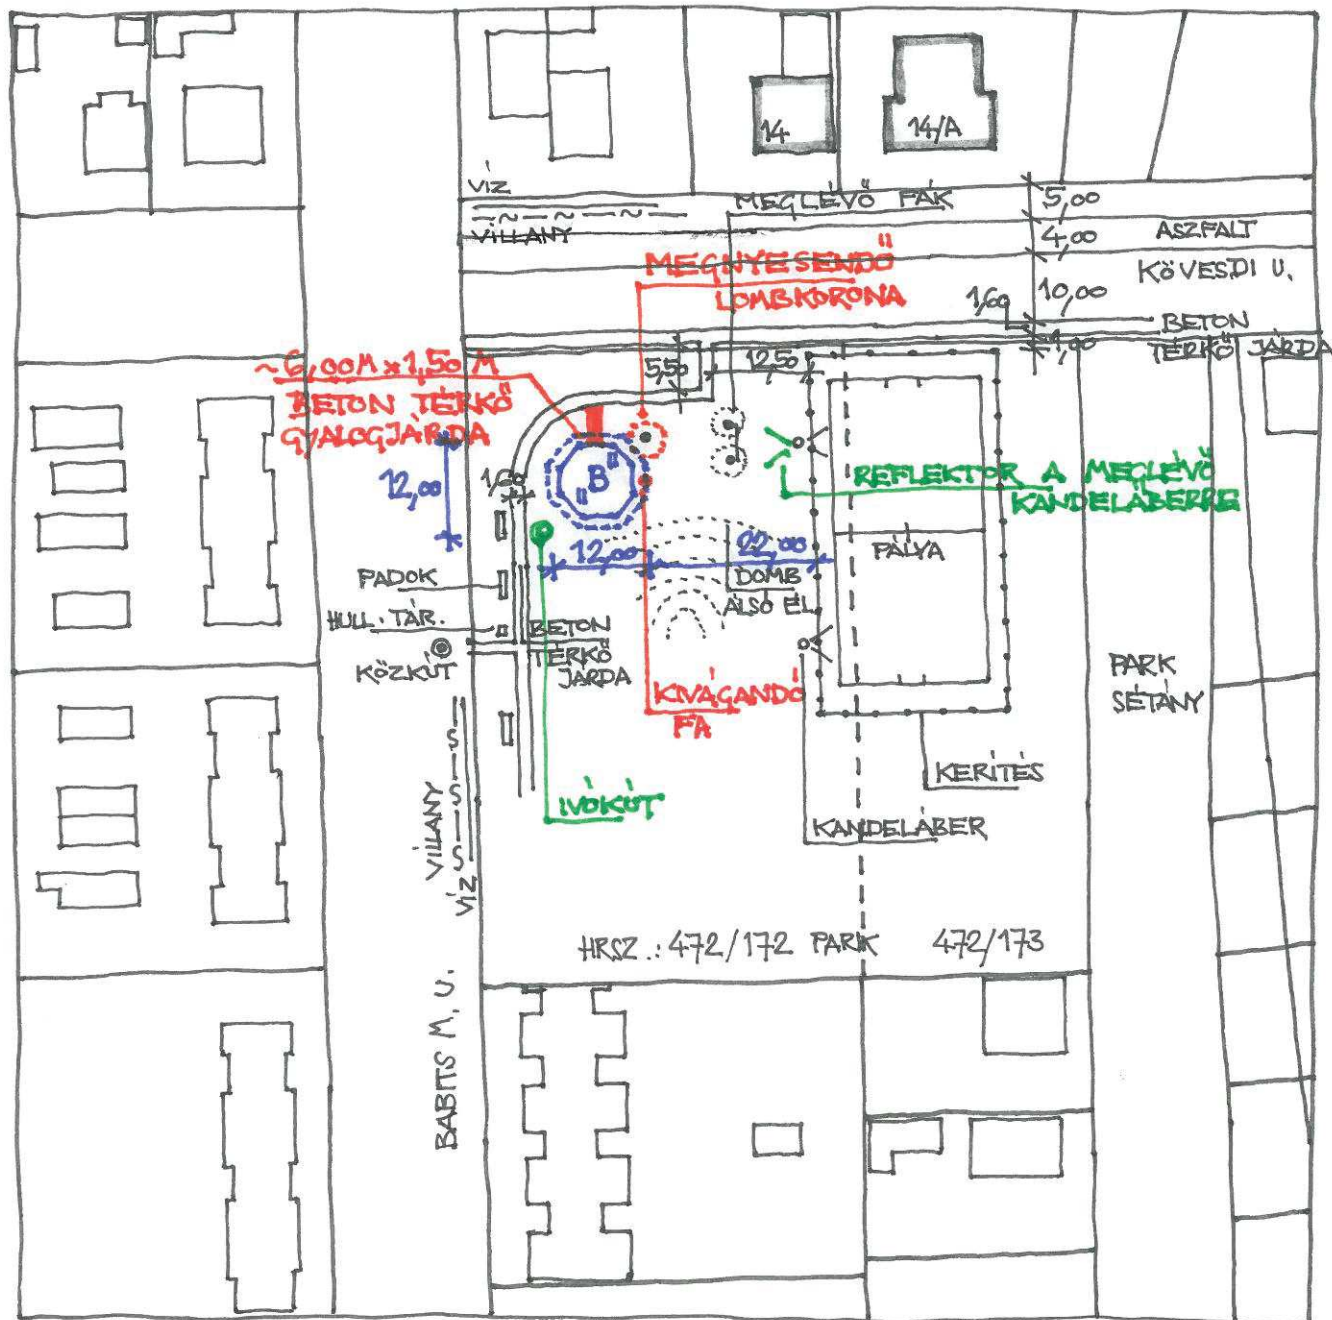 14
14/A
VÍZ
VILLANY
MEGLÉVŐ FÁK
5,00
4,00
ASZFALT
KÖVESDI U.
MEGNYESENDŐ
LOMBKORONA
1,60
10,00
BETON
TÉRKŐ JÁRDA
1,00
~6,00M x 1,50 M
BETON TÉRKŐ
GYALOGJÁRDA
5,50
12,50
12,00
1,60
"B"
REFLEKTOR A MEGLÉVŐ
KANDELÁBERRE
PÁLYA
12,00
22,00
DOMB
ALSÓ ÉL
PADOK
HULL. TÁR.
KÖZKÚT
BETON
TÉRKŐ
JÁRDA
KIVÁGANDÓ
FA
PARK
SÉTÁNY
KERÍTÉS
IVÓKÚT
KANDELÁBER
VILLANY
S
S
S
S
VÍZ
HRSZ.: 472/172 PARK 472/173
BABITS M. U.